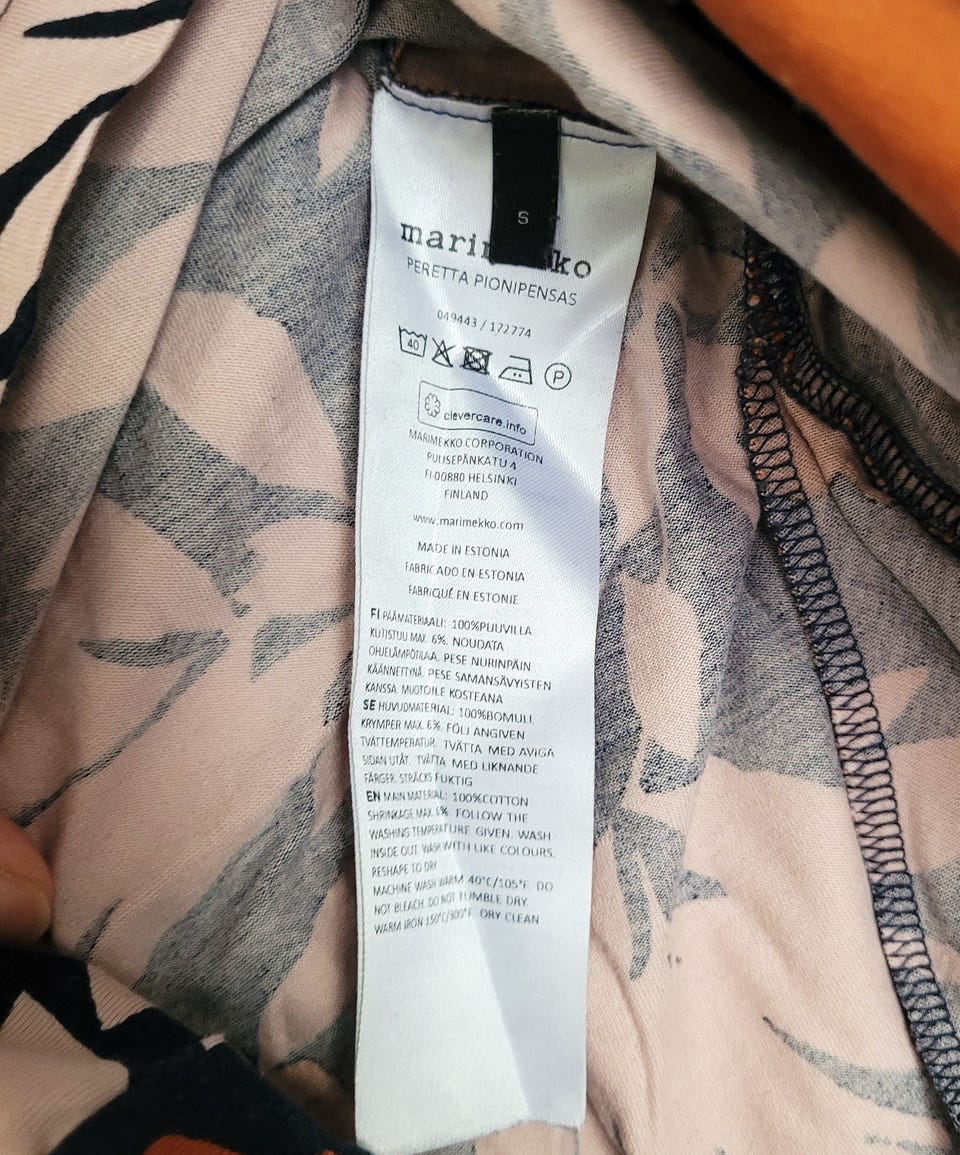 S
marimekko
PERETTA PIONIPENSAS
049443 / 172774
40 P
clevercare.info
MARIMEKKO CORPORATION
PUUSEPÄNKATU 4
FI 00880 HELSINKI
FINLAND
www.marimekko.com
MADE IN ESTONIA
FABRICADO EN ESTONIA
FABRIQUÉ EN ESTONIE
FI PÄÄMATERIAALI: 100%PUUVILLA
KUTISTUU MAX. 6%. NOUDATA
OHJELÄMPÖTILAA. PESE NURINPÄIN
KÄÄNNETTYNÄ. PESE SAMANSÄVYISTEN
KANSSA. MUOTOILE KOSTEANA
SE HUVUDMATERIAL: 100%BOMULL
KRYMPER MAX. 6%. FÖLJ ANGIVEN
TVÄTTEMPERATUR. TVÄTTA MED AVIGA
SIDAN UTÅT. TVÄTTA MED LIKNANDE
FÄRGER. STRÄCKS FUKTIG
EN MAIN MATERIAL: 100%COTTON
SHRINKAGE MAX. 6%. FOLLOW THE
WASHING TEMPERATURE GIVEN. WASH
INSIDE OUT. WASH WITH LIKE COLOURS.
RESHAPE TO DRY
MACHINE WASH WARM 40°C/105°F. DO
NOT BLEACH. DO NOT TUMBLE DRY.
WARM IRON 150°C/300°F. DRY CLEAN